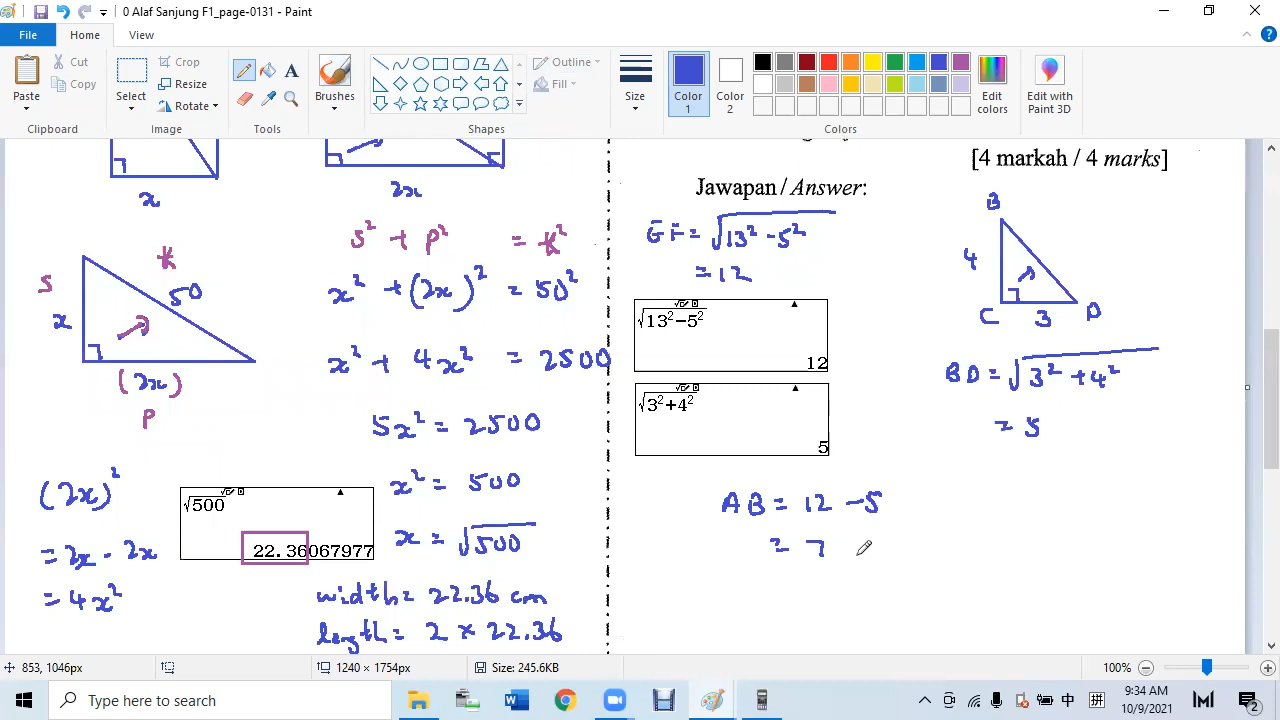 0 Alaf Sanjung F1_page-0131 - Paint
File Home View
Paste Cut Copy Clipboard
Select Crop Resize Rotate Image
Tools
Brushes
Shapes Outline Fill
Size
Color 1 Color 2
Colors
Edit colors
Edit with Paint 3D
x
2x
s
x
k
50
(2x)
P
s² + p² = k²
x² + (2x)² = 50²
x² + 4x² = 2500
5x² = 2500
x² = 500
x = √500
width = 22.36 cm
length = 2 × 22.36
(2x)²
= 2x · 2x
= 4x²
√500
22.36067977
[4 markah / 4 marks]
Jawapan / Answer:
GF = √13² - 5²
= 12
√13²-5²
12
√3²+4²
5
B
4
C 3 D
BD = √3² + 4²
= 5
AB = 12 - 5
= 7
853, 1046px 1240 × 1754px Size: 245.6KB 100%
Type here to search
中 拼 9:34 AM
10/9/2021
2